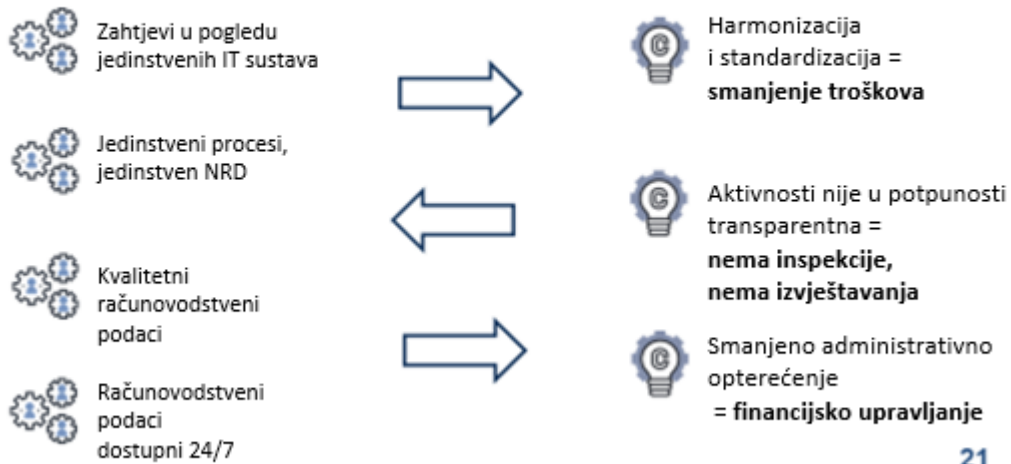 Zahtjevi u pogledu
jedinstvenih IT sustava
Jedinstveni procesi,
jedinstven NRD
Kvalitetni
računovodstveni
podaci
Računovodstveni
podaci
dostupni 24/7
Harmonizacija
i standardizacija =
smanjenje troškova
Aktivnosti nije u potpunosti
transparentna =
nema inspekcije,
nema izvještavanja
Smanjeno administrativno
opterećenje
= financijsko upravljanje
21